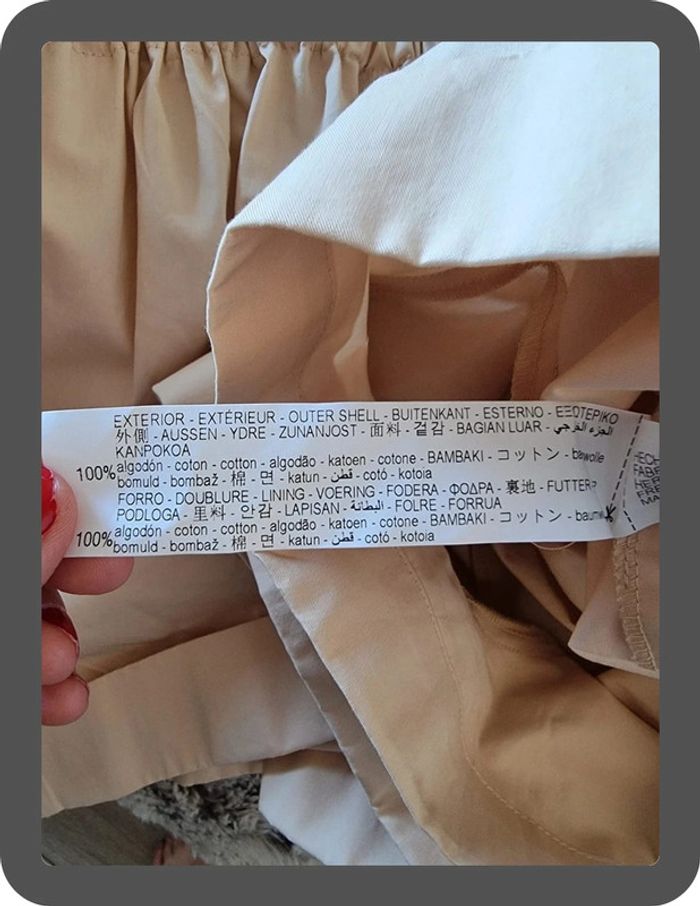 EXTERIOR - EXTÉRIEUR - OUTER SHELL - BUITENKANT - ESTERNO - ΕΞΩΤΕΡΙΚΟ
外側 - AUSSEN - YDRE - ZUNANJOST - 面料 - 겉감 - BAGIAN LUAR - الجزء الخرجي
KANPOKOA
100% algodón - coton - cotton - algodão - katoen - cotone - BAMBAKI - コットン - baumwolle
bomuld - bombaž - 棉 - 면 - katun - قطن - cotó - kotoia
FORRO - DOUBLURE - LINING - VOERING - FODERA - ΦΟΔΡΑ - 裏地 - FUTTER
PODLOGA - 里料 - 안감 - LAPISAN - البطانة - FOLRE - FORRUA
100% algodón - coton - cotton - algodão - katoen - cotone - BAMBAKI - コットン
bomuld - bombaž - 棉 - 면 - katun - قطن - cotó - kotoia